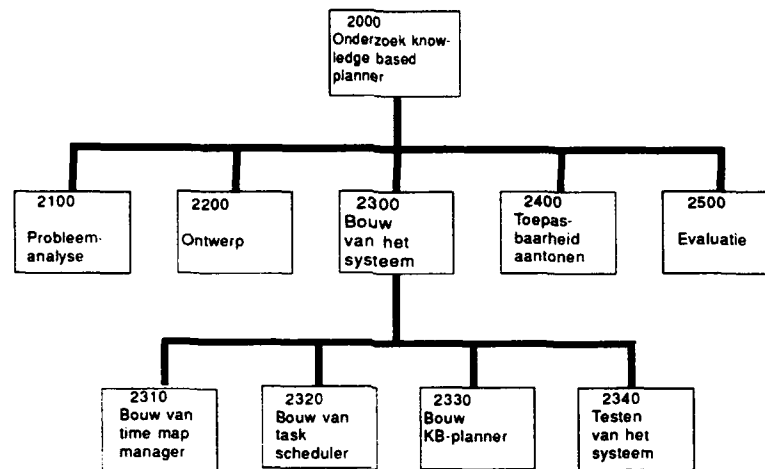 2000
Onderzoek know-
ledge based
planner
2100
Probleem-
analyse
2200
Ontwerp
2300
Bouw
van het
systeem
2400
Toepas-
baarheid
aantonen
2500
Evaluatie
2310
Bouw van
time map
manager
2320
Bouw van
task
scheduler
2330
Bouw
KB-planner
2340
Testen
van het
systeem